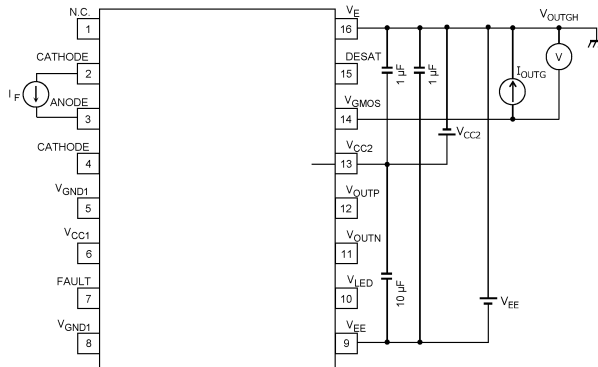 N.C.
1
CATHODE
2
I F
ANODE
3
CATHODE
4
VGND1
5
VCC1
6
FAULT
7
VGND1
8
VE
16
DESAT
15
VGMOS
14
VCC2
13
VOUTP
12
VOUTN
11
VLED
10
VEE
9
1 µF
1 µF
10 µF
VCC2
VEE
IOUTG
VOUTGH
V